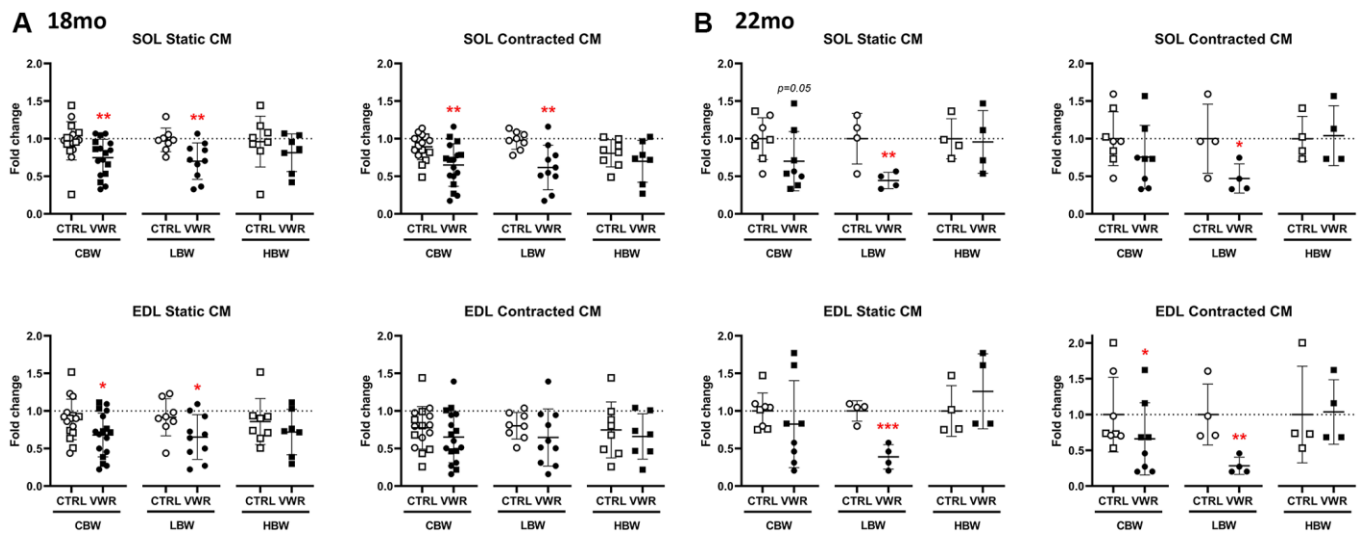 A 18mo
SOL Static CM
Fold change
2.0
1.5
1.0
0.5
0.0
**
**
CTRL VWR CTRL VWR CTRL VWR
CBW LBW HBW
SOL Contracted CM
Fold change
2.0
1.5
1.0
0.5
0.0
**
**
CTRL VWR CTRL VWR CTRL VWR
CBW LBW HBW
EDL Static CM
Fold change
2.0
1.5
1.0
0.5
0.0
*
*
CTRL VWR CTRL VWR CTRL VWR
CBW LBW HBW
EDL Contracted CM
Fold change
2.0
1.5
1.0
0.5
0.0
CTRL VWR CTRL VWR CTRL VWR
CBW LBW HBW
B 22mo
SOL Static CM
Fold change
2.0
1.5
1.0
0.5
0.0
p=0.05
**
CTRL VWR CTRL VWR CTRL VWR
CBW LBW HBW
SOL Contracted CM
Fold change
2.0
1.5
1.0
0.5
0.0
*
CTRL VWR CTRL VWR CTRL VWR
CBW LBW HBW
EDL Static CM
Fold change
2.0
1.5
1.0
0.5
0.0
***
CTRL VWR CTRL VWR CTRL VWR
CBW LBW HBW
EDL Contracted CM
Fold change
2.0
1.5
1.0
0.5
0.0
*
**
CTRL VWR CTRL VWR CTRL VWR
CBW LBW HBW